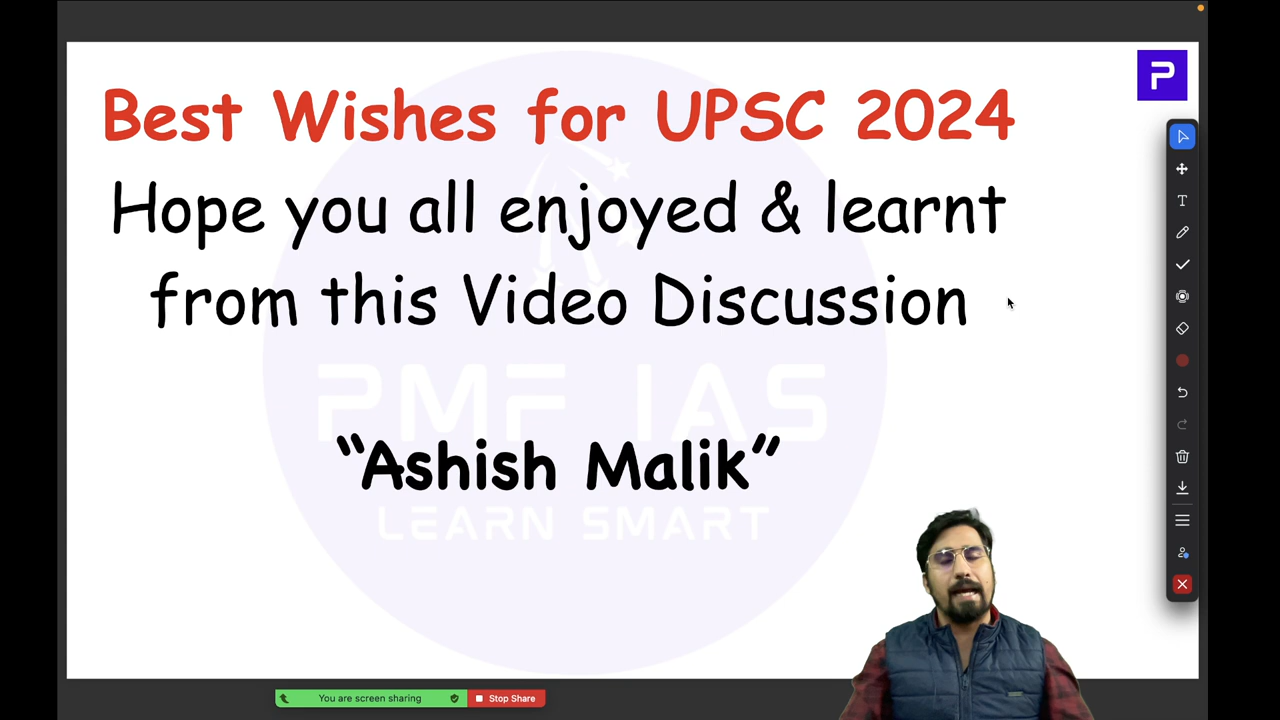 Best Wishes for UPSC 2024
Hope you all enjoyed & learnt
from this Video Discussion
PMF IAS
“Ashish Malik”
LEARN SMART
You are screen sharing
Stop Share